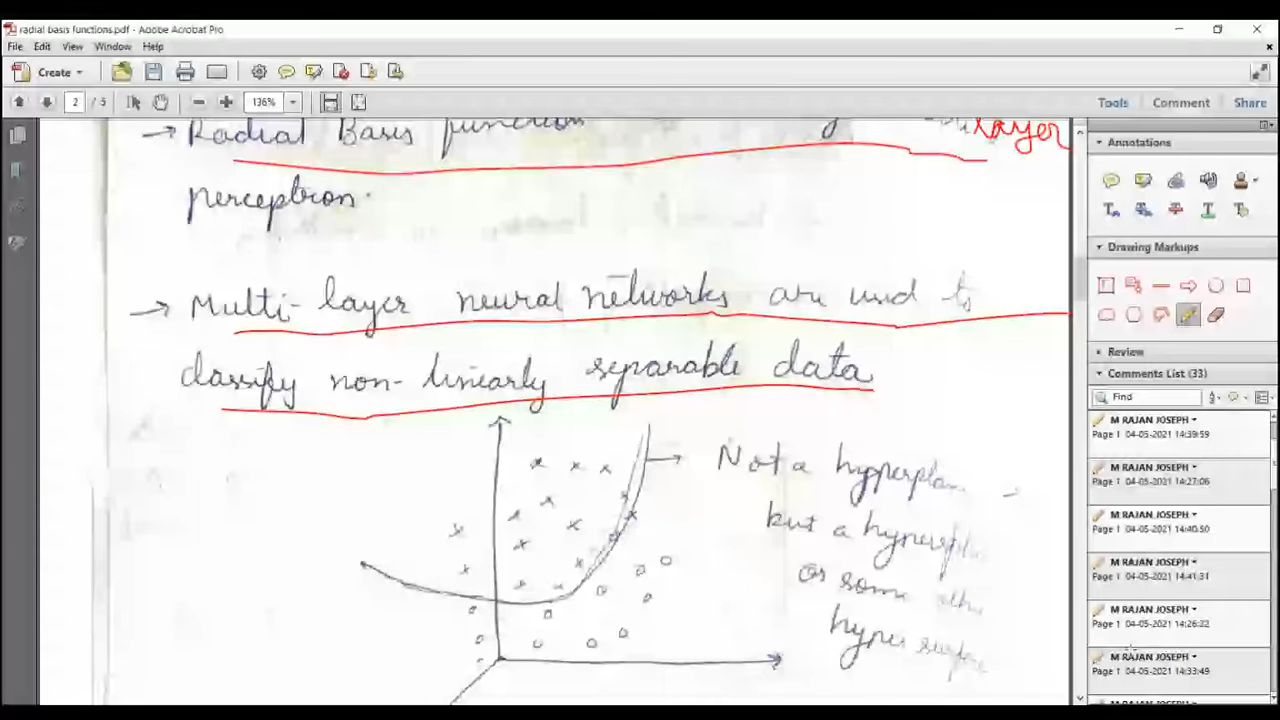 radial basis functions.pdf - Adobe Acrobat Pro
File Edit View Window Help
Create
2 / 5 136% Tools Comment Share
→ Radial Basis function layer
perceptron.
→ Multi-layer neural networks are used to
classify non-linearly separable data
Not a
but a
or some
hyper
Annotations
Drawing Markups
Review
Comments List (33)
Find
M RAJAN JOSEPH
Page 1 04-05-2021 14:39:59
M RAJAN JOSEPH
Page 1 04-05-2021 14:27:06
M RAJAN JOSEPH
Page 1 04-05-2021 14:40:50
M RAJAN JOSEPH
Page 1 04-05-2021 14:41:31
M RAJAN JOSEPH
Page 1 04-05-2021 14:26:22
M RAJAN JOSEPH
Page 1 04-05-2021 14:33:49